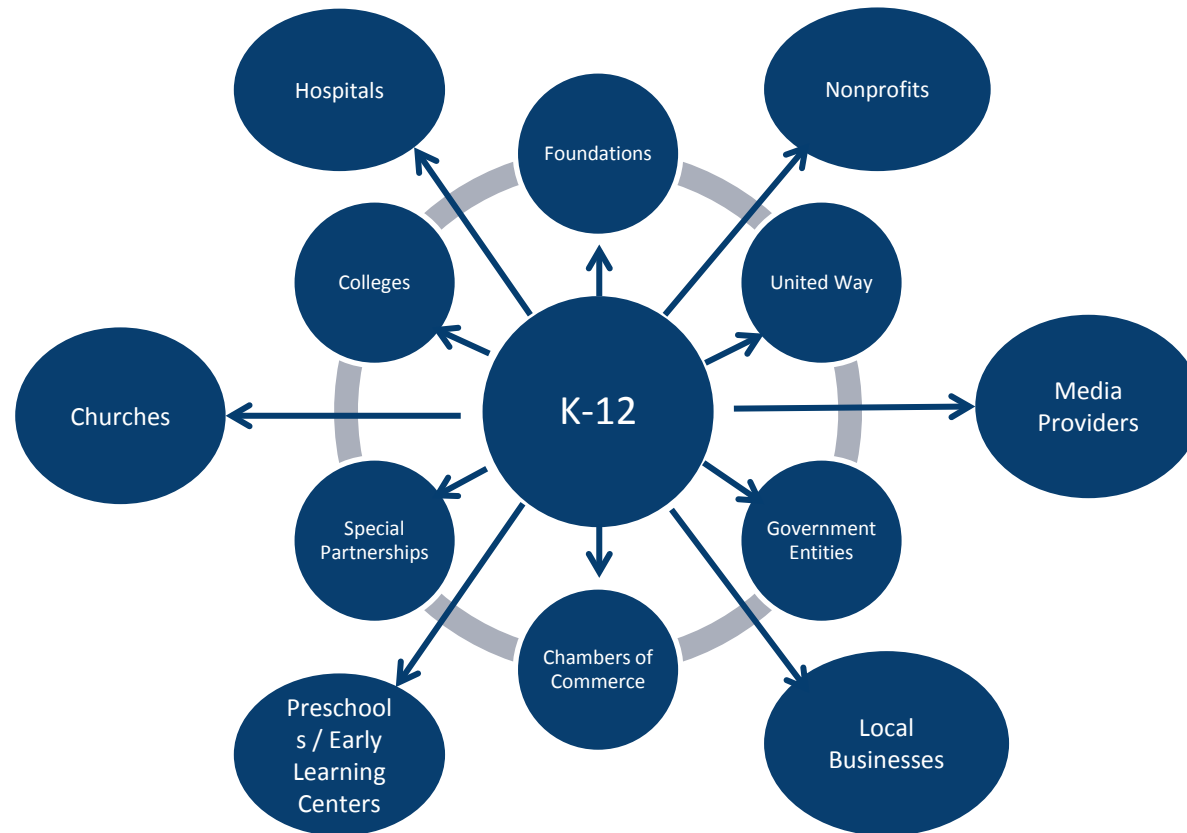 Hospitals
Nonprofits
Foundations
Colleges
United Way
Churches
K-12
Media
Providers
Special
Partnerships
Government
Entities
Chambers of
Commerce
Preschool
s / Early
Learning
Centers
Local
Businesses